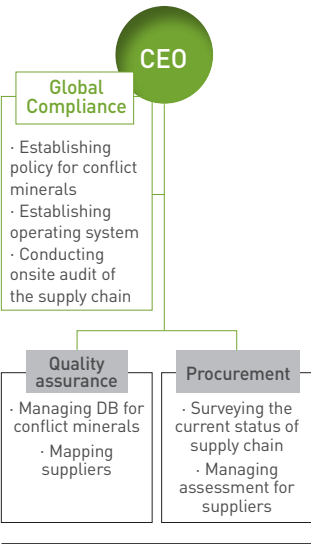 CEO
Global
Compliance
· Establishing
policy for conflict
minerals
· Establishing
operating system
· Conducting
onsite audit of
the supply chain
Quality
assurance
· Managing DB for
conflict minerals
· Mapping
suppliers
Procurement
· Surveying the
current status of
supply chain
· Managing
assessment for
suppliers